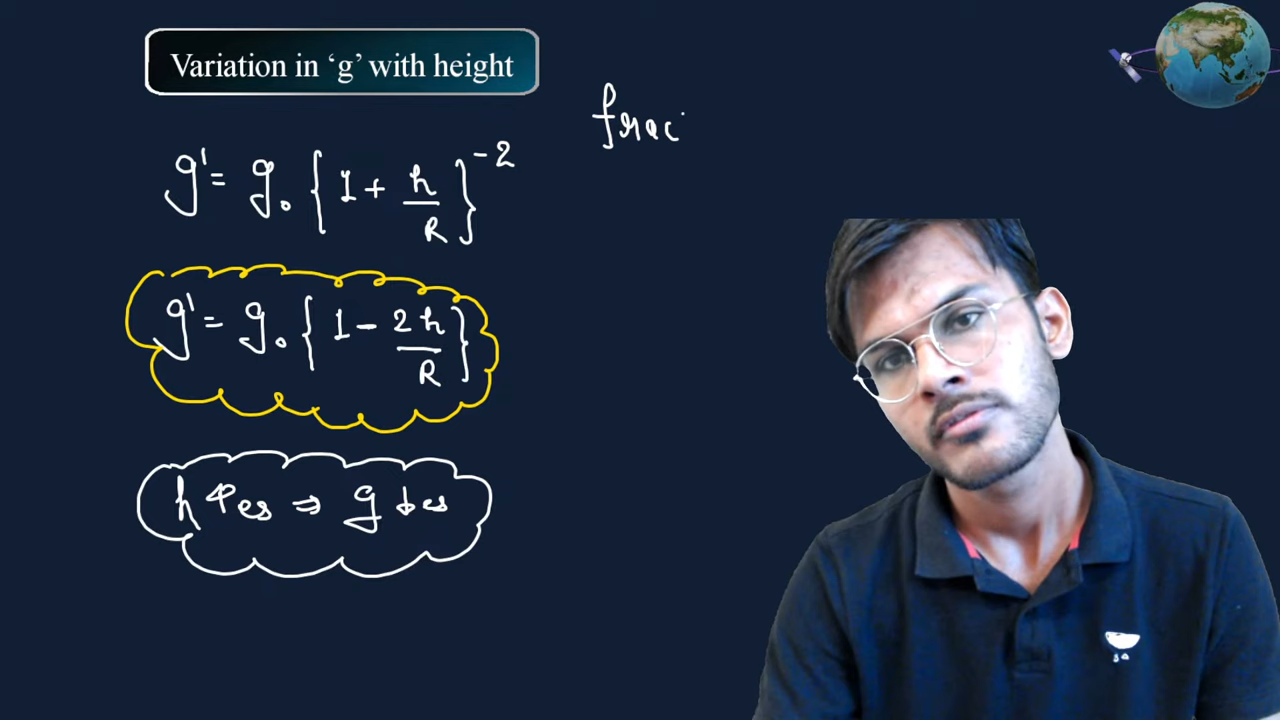 Variation in ‘g’ with height
frac
g' = g₀ { 1 + h/R }⁻²
g' = g₀ { 1 - 2h/R }
h ↑es ⇒ g ↓es